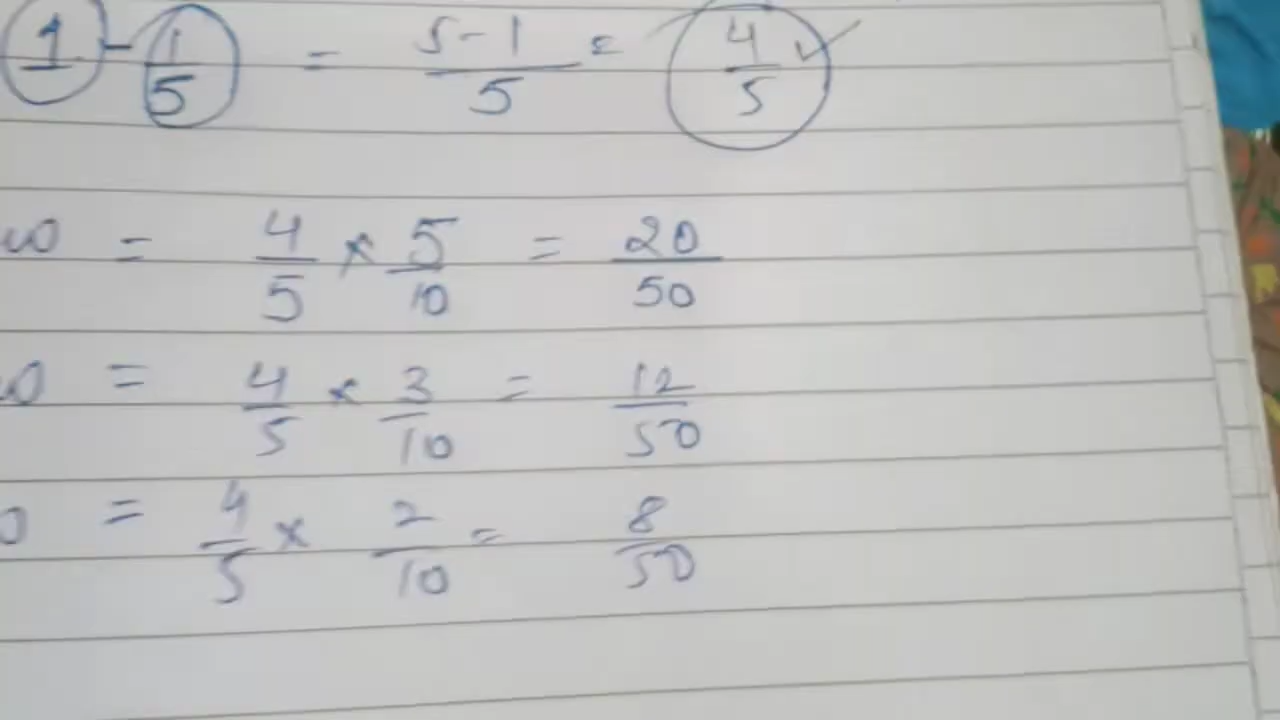 1 - 1/5 = 5-1/5 = 4/5 ✓
= 4/5 × 5/10 = 20/50
= 4/5 × 3/10 = 12/50
= 4/5 × 2/10 = 8/50